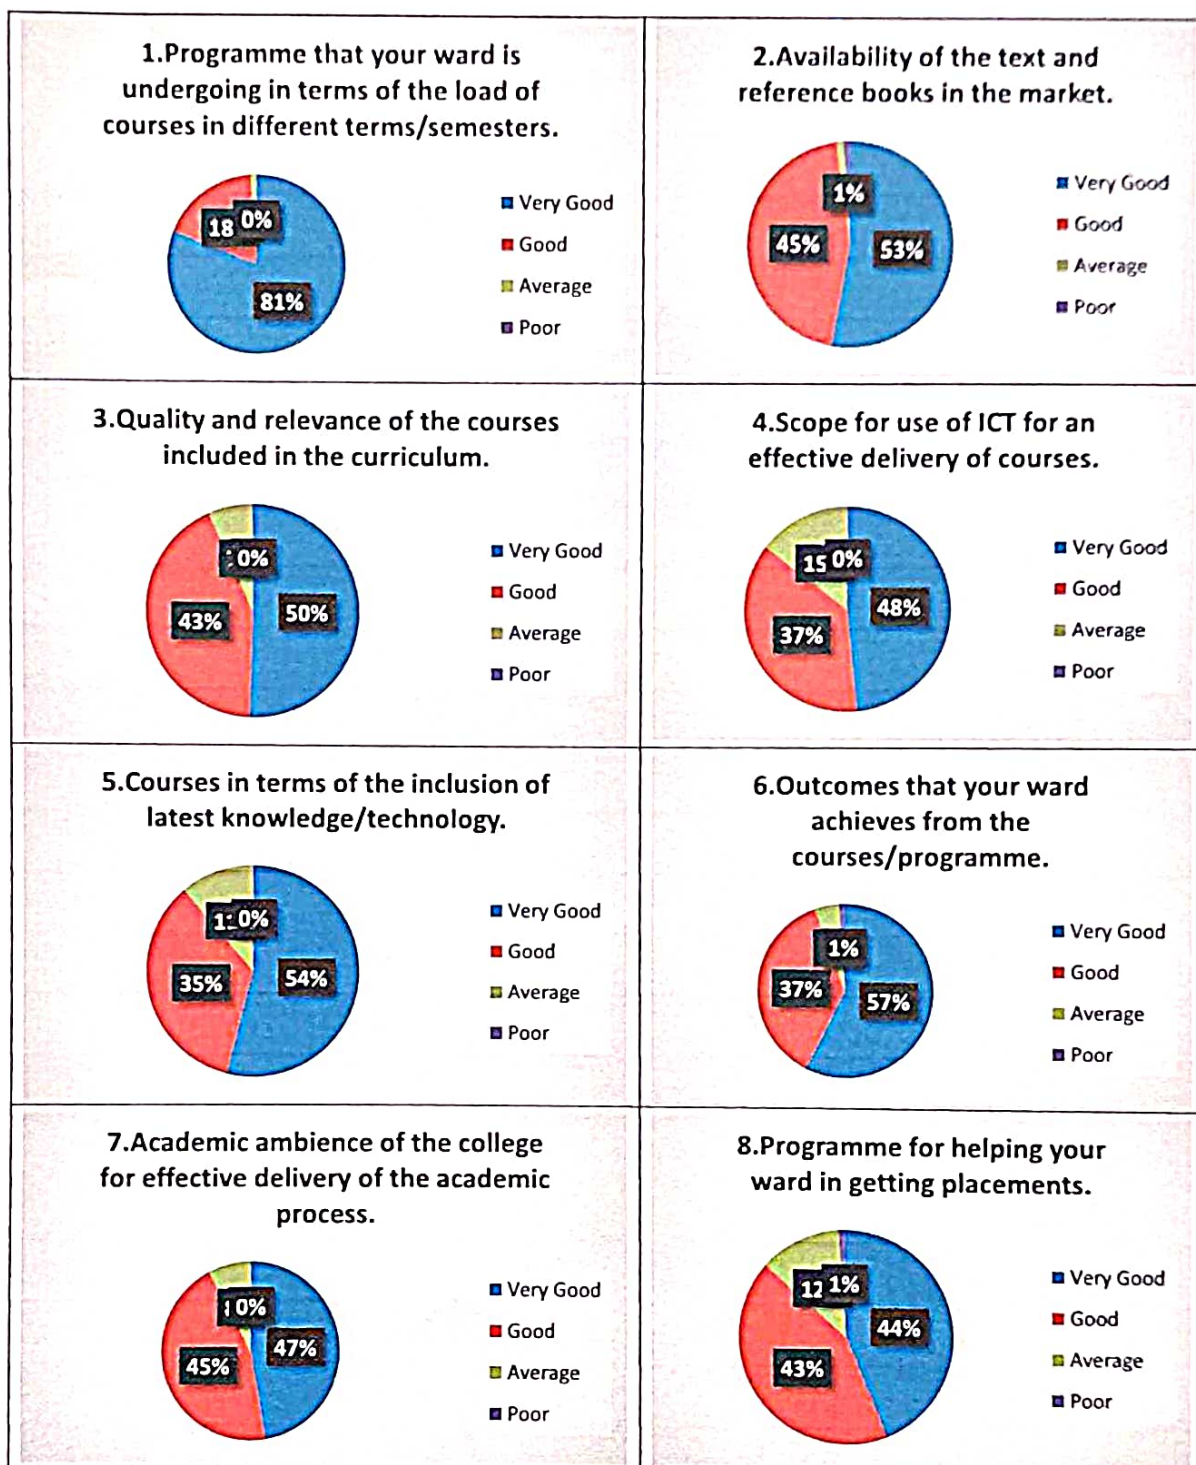 1.Programme that your ward is
undergoing in terms of the load of
courses in different terms/semesters.
18
0%
81%
Very Good
Good
Average
Poor
2.Availability of the text and
reference books in the market.
1%
45%
53%
Very Good
Good
Average
Poor
3.Quality and relevance of the courses
included in the curriculum.
0%
43%
50%
Very Good
Good
Average
Poor
4.Scope for use of ICT for an
effective delivery of courses.
15
0%
37%
48%
Very Good
Good
Average
Poor
5.Courses in terms of the inclusion of
latest knowledge/technology.
0%
35%
54%
Very Good
Good
Average
Poor
6.Outcomes that your ward
achieves from the
courses/programme.
1%
37%
57%
Very Good
Good
Average
Poor
7.Academic ambience of the college
for effective delivery of the academic
process.
0%
45%
47%
Very Good
Good
Average
Poor
8.Programme for helping your
ward in getting placements.
12
1%
43%
44%
Very Good
Good
Average
Poor